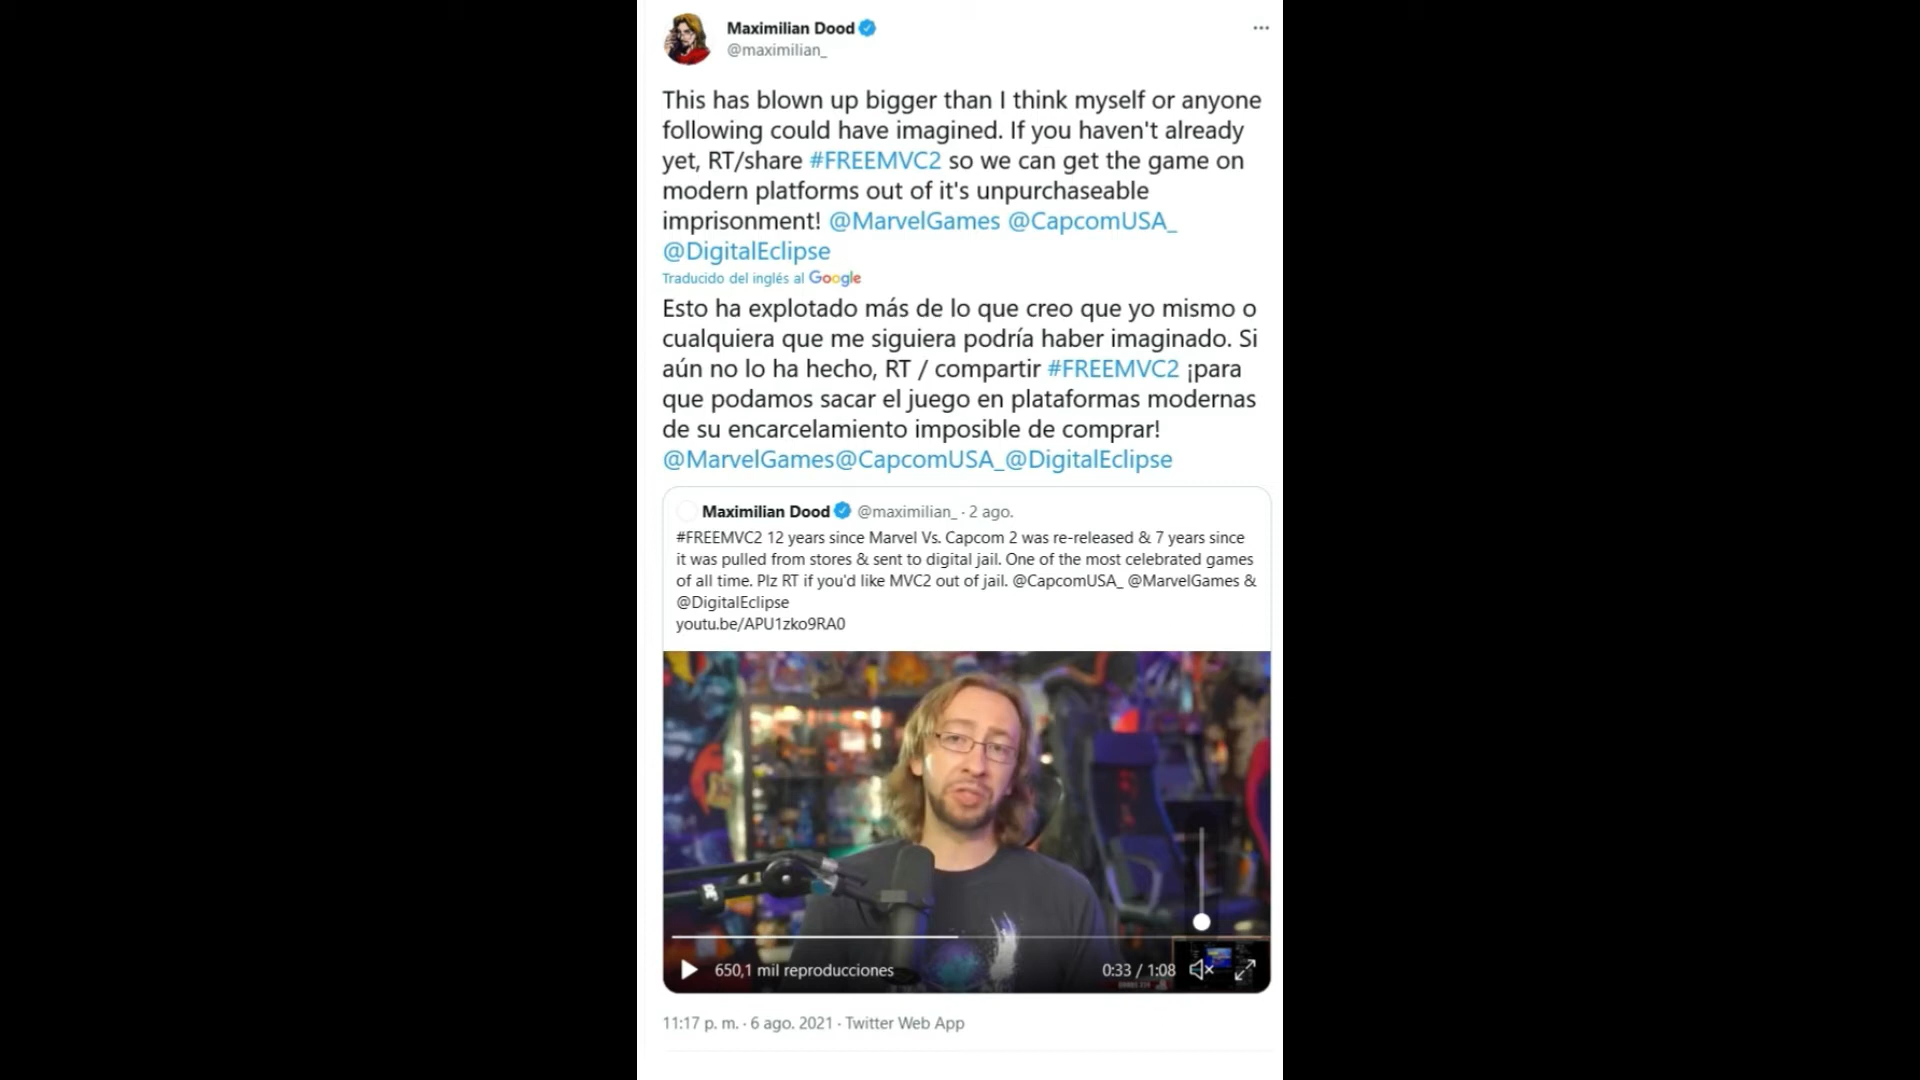 Maximilian Dood
@maximilian_
This has blown up bigger than I think myself or anyone
following could have imagined. If you haven't already
yet, RT/share #FREEMVC2 so we can get the game on
modern platforms out of it's unpurchaseable
imprisonment! @MarvelGames @CapcomUSA_
@DigitalEclipse
Traducido del inglés al Google
Esto ha explotado más de lo que creo que yo mismo o
cualquiera que me siguiera podría haber imaginado. Si
aún no lo ha hecho, RT / compartir #FREEMVC2 ¡para
que podamos sacar el juego en plataformas modernas
de su encarcelamiento imposible de comprar!
@MarvelGames@CapcomUSA_@DigitalEclipse
Maximilian Dood @maximilian_ · 2 ago.
#FREEMVC2 12 years since Marvel Vs. Capcom 2 was re-released & 7 years since
it was pulled from stores & sent to digital jail. One of the most celebrated games
of all time. Plz RT if you'd like MVC2 out of jail. @CapcomUSA_ @MarvelGames &
@DigitalEclipse
youtu.be/APU1zko9RA0
650,1 mil reproducciones
0:33 / 1:08
11:17 p. m. · 6 ago. 2021 · Twitter Web App